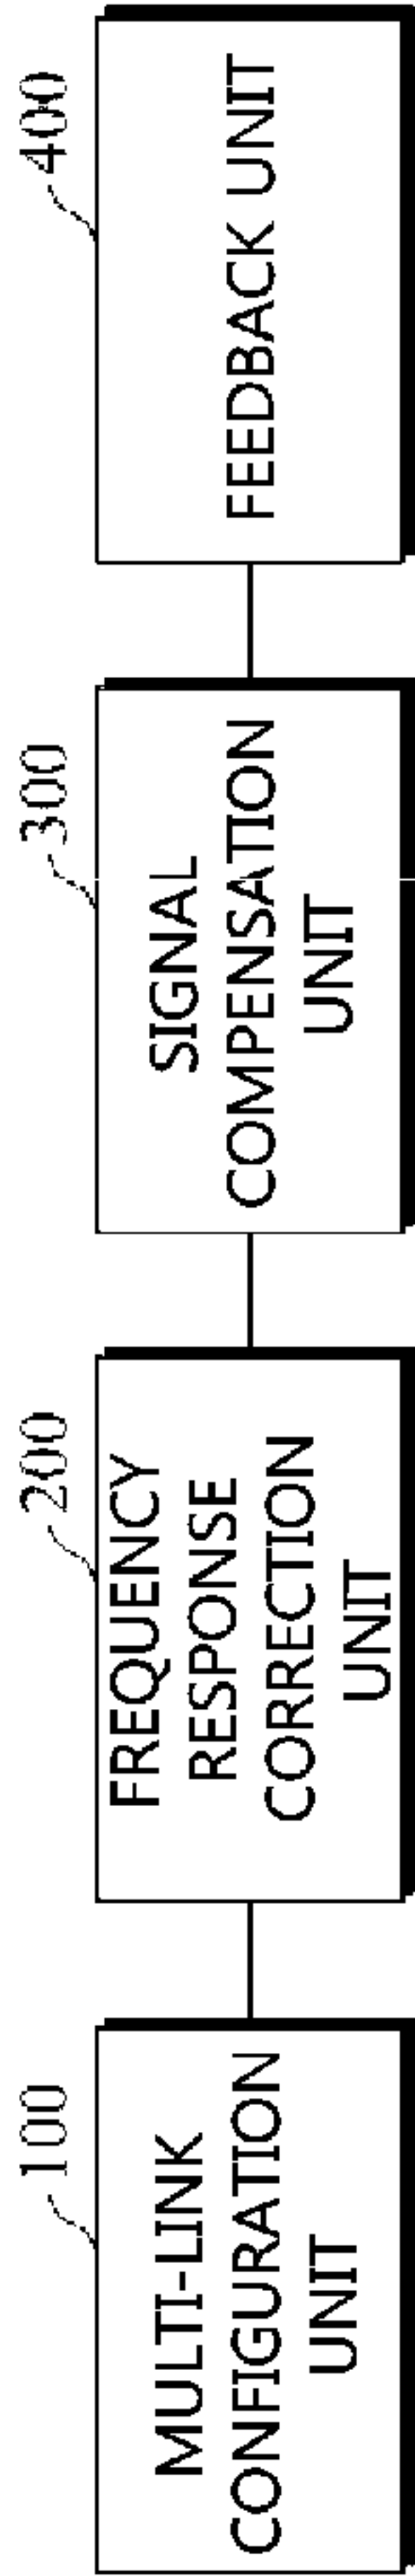 100
MULTI-LINK
CONFIGURATION
UNIT
200
FREQUENCY
RESPONSE
CORRECTION
UNIT
300
SIGNAL
COMPENSATION
UNIT
400
FEEDBACK UNIT